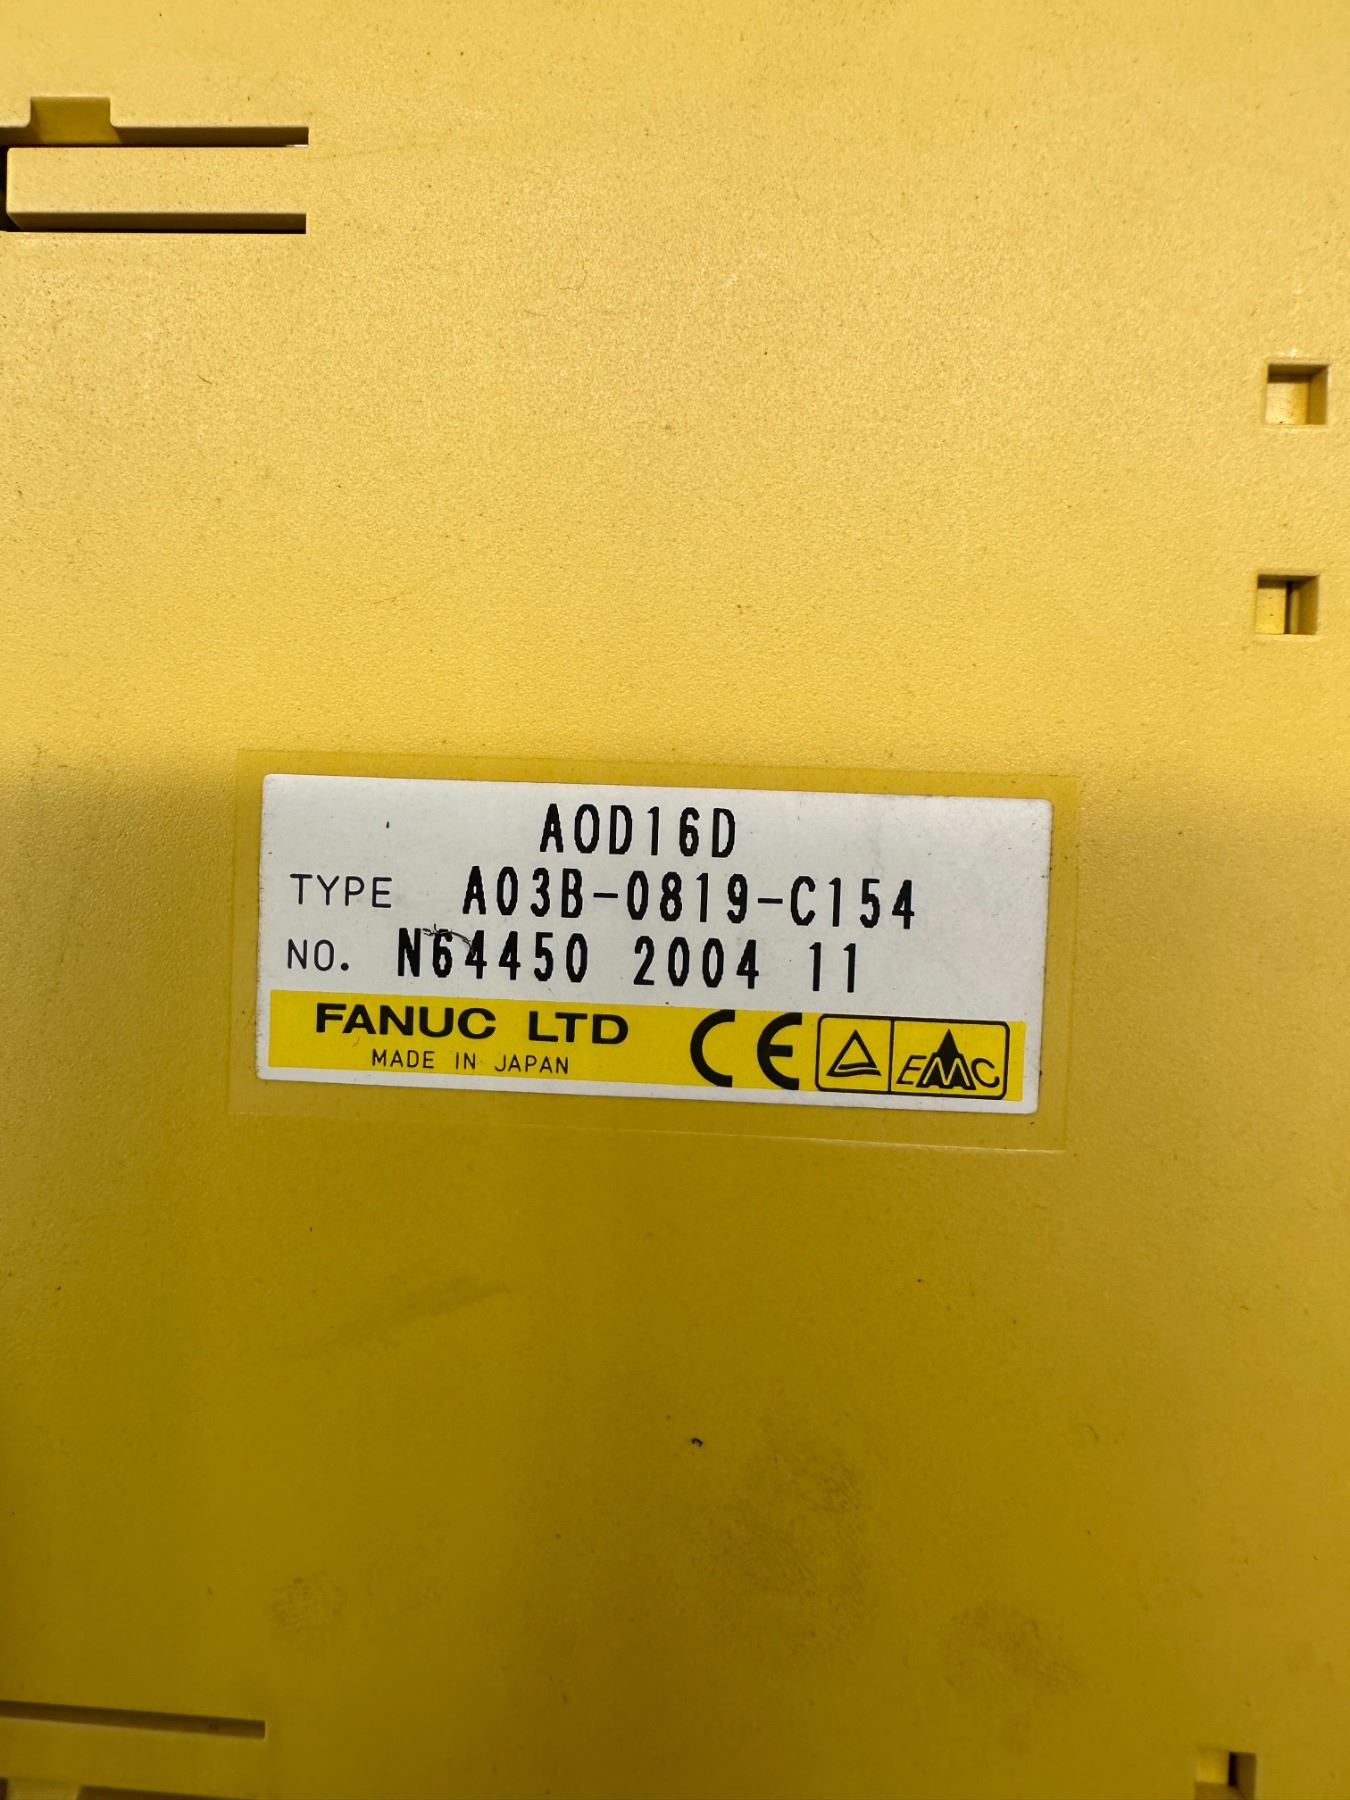 AOD16D
TYPE A03B-0819-C154
NO. N64450 2004 11
FANUC LTD
MADE IN JAPAN
CE EMC